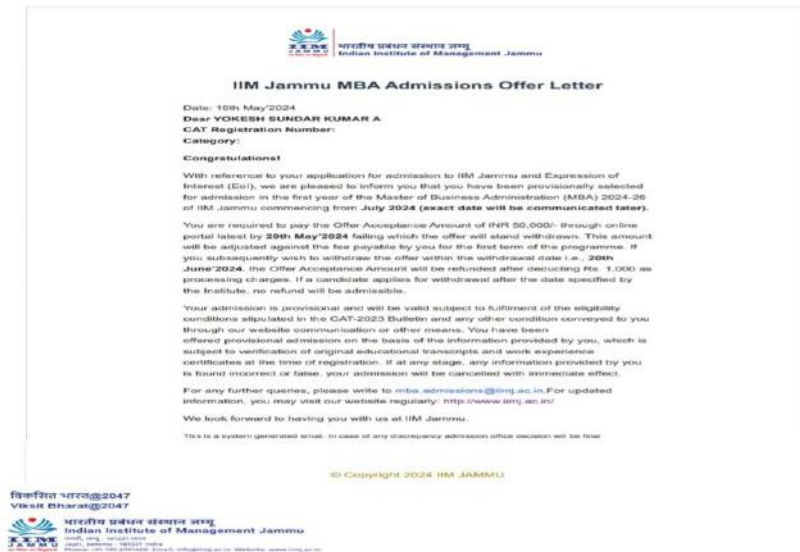 IIM
JAMMU
भारतीय प्रबंधन संस्थान जम्मू
Indian Institute of Management Jammu
IIM Jammu MBA Admissions Offer Letter
Date: 16th May'2024
Dear YOKESH SUNDAR KUMAR A
CAT Registration Number:
Category:
Congratulations!
With reference to your application for admission to IIM Jammu and Expression of
Interest (EoI), we are pleased to inform you that you have been provisionally selected
for admission in the first year of the Master of Business Administration (MBA) 2024-26
of IIM Jammu commencing from July 2024 (exact date will be communicated later).
You are required to pay the Offer Acceptance Amount of INR 50,000/- through online
portal latest by 20th May'2024 failing which the offer will stand withdrawn. This amount
will be adjusted against the fee payable by you for the first term of the programme. If
you subsequently wish to withdraw the offer within the withdrawal date i.e., 20th
June'2024, the Offer Acceptance Amount will be refunded after deducting Rs. 1,000 as
processing charges. If a candidate applies for withdrawal after the date specified by
the Institute, no refund will be admissible.
Your admission is provisional and will be valid subject to fulfilment of the eligibility
conditions stipulated in the CAT-2023 Bulletin and any other condition conveyed to you
through our website communication or other means. You have been
offered provisional admission on the basis of the information provided by you, which is
subject to verification of original educational transcripts and work experience
certificates at the time of registration. If at any stage, any information provided by you
is found incorrect or false, your admission will be cancelled with immediate effect.
For any further queries, please write to mba.admissions@iimj.ac.in.For updated
information, you may visit our website regularly: http://www.iimj.ac.in/
We look forward to having you with us at IIM Jammu.
This is a system generated email. In case of any discrepancy admission office decision will be final
© Copyright 2024 IIM JAMMU
विकसित भारत@2047
Viksit Bharat@2047
IIM
JAMMU
भारतीय प्रबंधन संस्थान जम्मू
Indian Institute of Management Jammu